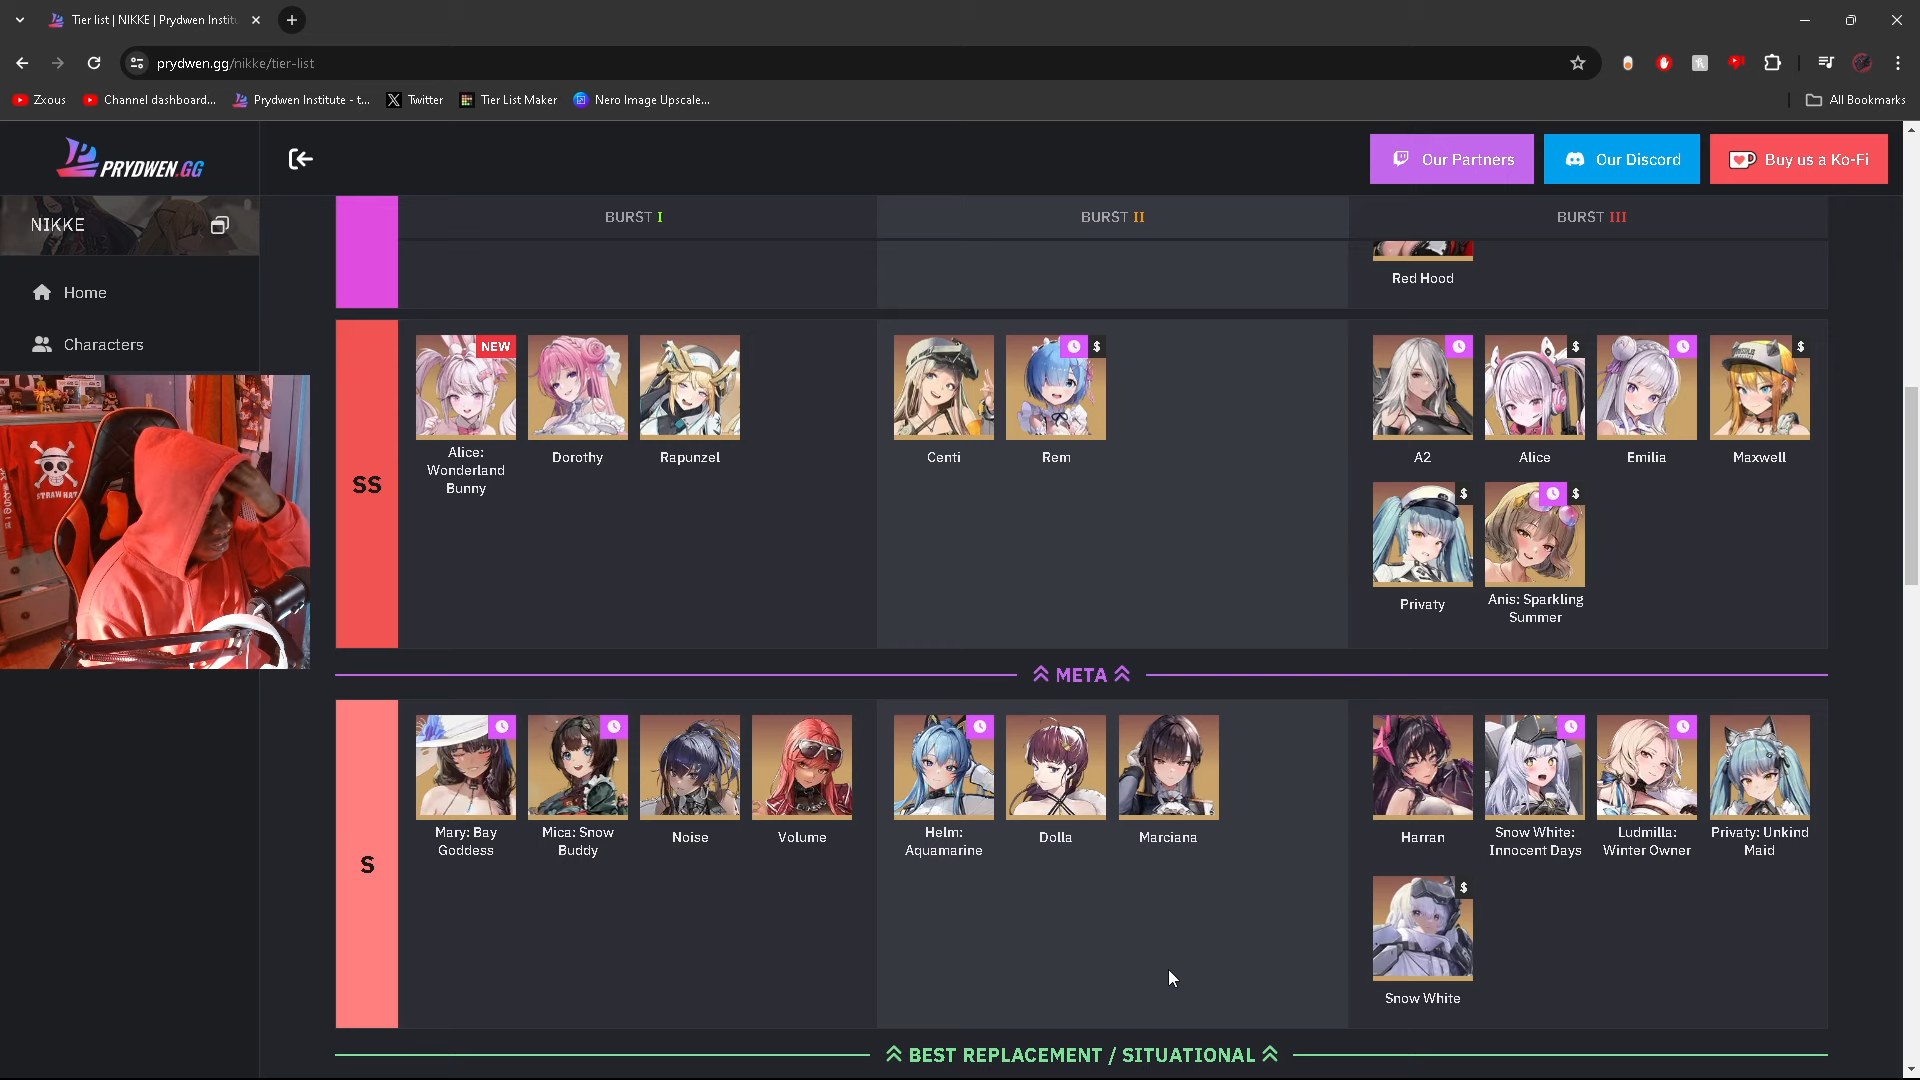 Tier list | NIKKE | Prydwen Institu
prydwen.gg/nikke/tier-list
Zxous
Channel dashboard...
Prydwen Institute - t...
Twitter
Tier List Maker
Nero Image Upscale...
All Bookmarks
PRYDWEN.GG
Our Partners
Our Discord
Buy us a Ko-Fi
NIKKE
Home
Characters
STRAW HAT
BURST I
BURST II
BURST III
Red Hood
SS
NEW
Alice:
Wonderland
Bunny
Dorothy
Rapunzel
Centi
$
Rem
A2
$
Alice
Emilia
$
Maxwell
$
Privaty
$
Anis: Sparkling
Summer
META
S
Mary: Bay
Goddess
Mica: Snow
Buddy
Noise
Volume
Helm:
Aquamarine
Dolla
Marciana
Harran
Snow White:
Innocent Days
Ludmilla:
Winter Owner
Privaty: Unkind
Maid
$
Snow White
BEST REPLACEMENT / SITUATIONAL